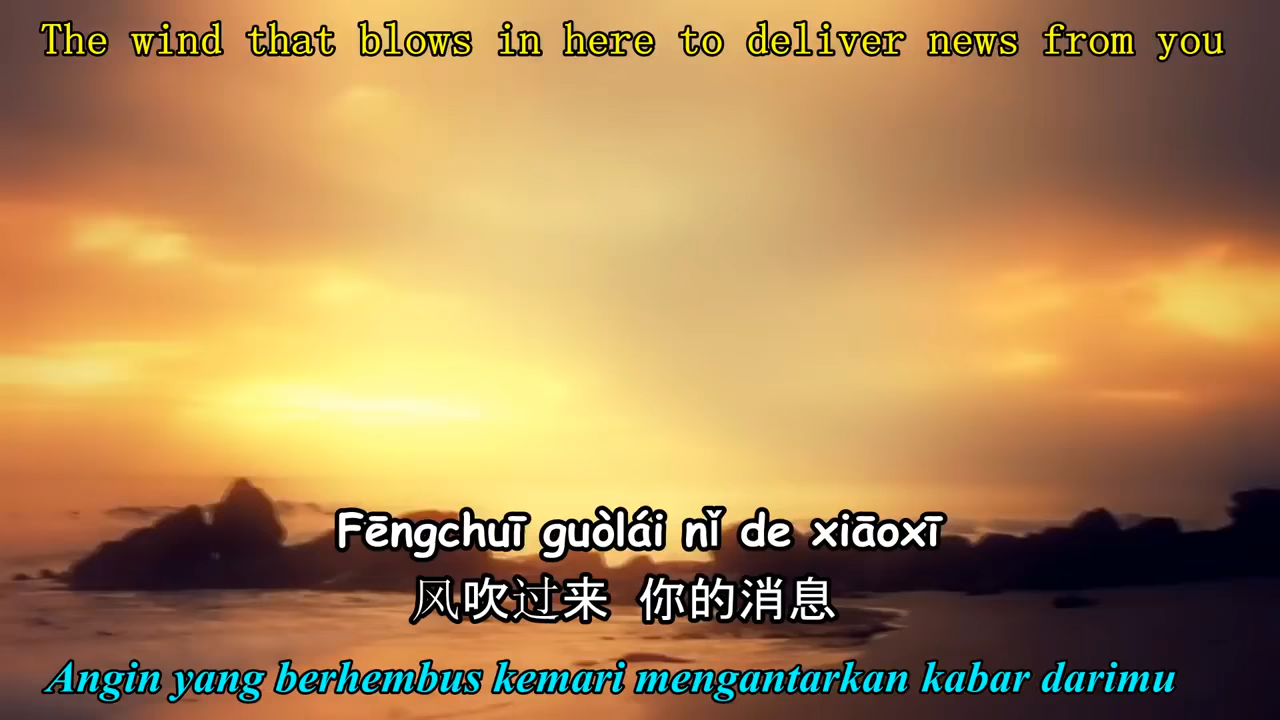 The wind that blows in here to deliver news from you
Fēngchuī guòlái nǐ de xiāoxī
风吹过来 你的消息
Angin yang berhembus kemari mengantarkan kabar darimu